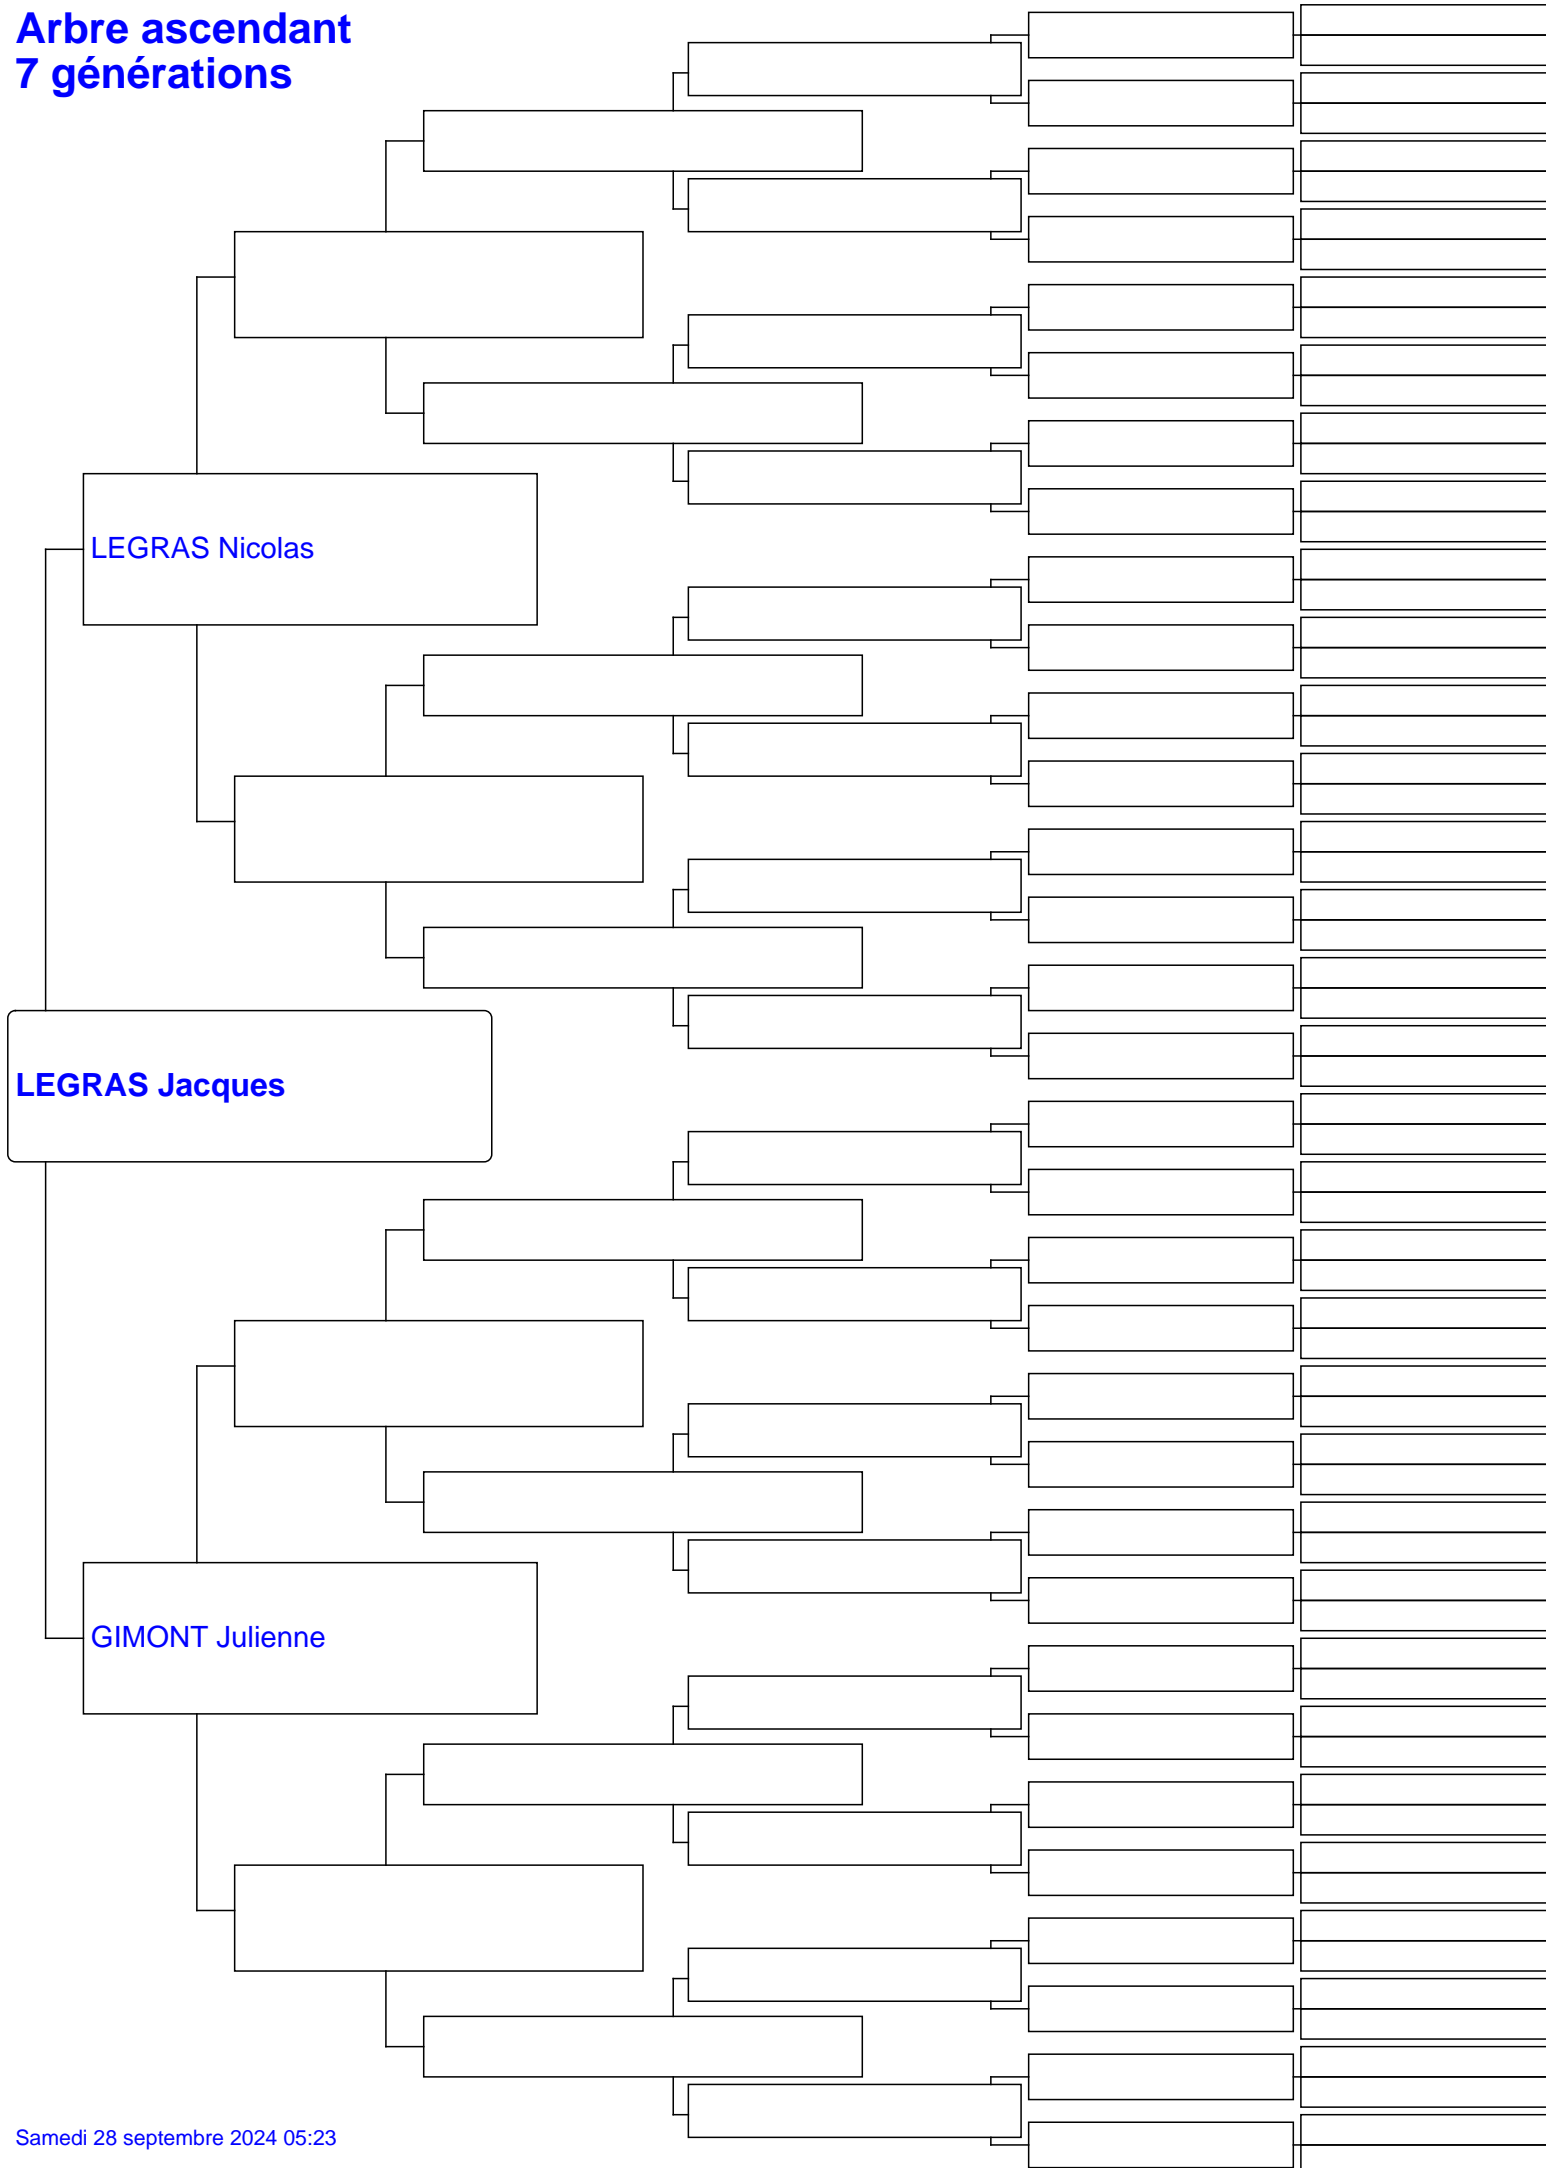 Arbre ascendant
7 générations
LEGRAS Nicolas
LEGRAS Jacques
GIMONT Julienne
Samedi 28 septembre 2024 05:23